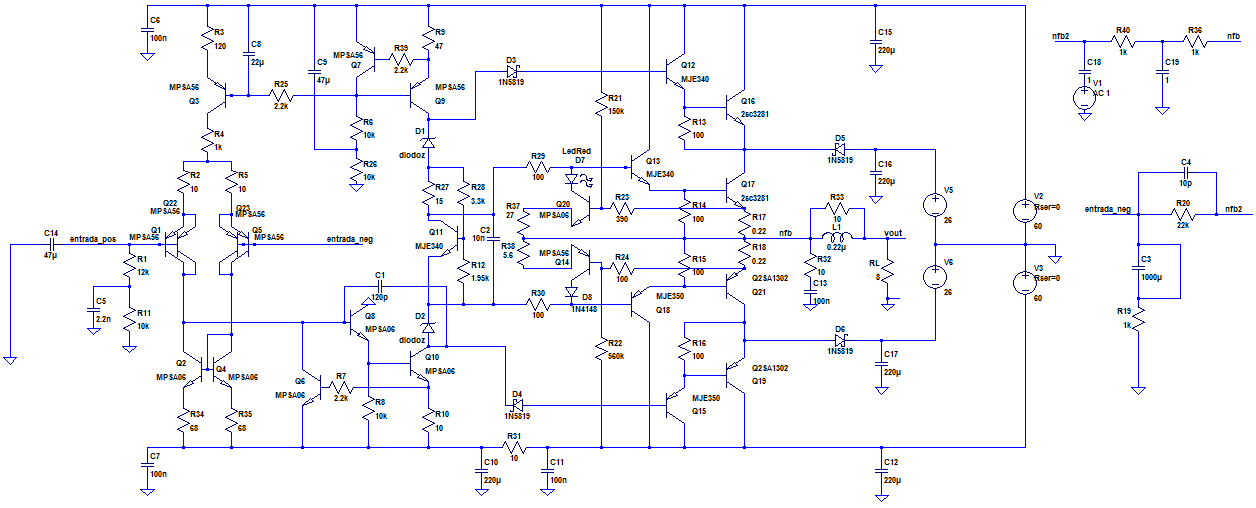 C6
100n
R3
120
C8
22µ
C9
47µ
MPSA56
Q7
R39
2.2k
R9
47
C15
220µ
D3
1N5819
Q12
MJE340
R40
1k
R36
1k
nfb2
nfb
C18
1
C19
1
V1
AC 1
MPSA56
Q3
R25
2.2k
MPSA56
Q9
R21
150k
Q16
2sc3281
R13
100
R4
1k
R6
10k
D1
diodoz
LedRed
D7
Q13
MJE340
D5
1N5819
C16
220µ
R26
10k
R29
100
R2
10
R5
10
R27
15
R28
3.3k
Q17
2sc3281
C4
10p
R20
22k
entrada_neg
nfb2
Q22
MPSA56
Q23
MPSA56
Q20
MPSA06
R23
390
R14
100
R17
0.22
R33
10
L1
0.22µ
V5
26
V2
Rser=0
60
R37
27
C14
47µ
entrada_pos
Q1
MPSA56
Q5
MPSA56
entrada_neg
Q11
MJE340
C2
10n
nfb
vout
R38
5.6
MPSA56
Q14
R18
0.22
R1
12k
R12
1.95k
R24
100
R15
100
R32
10
C13
100n
RL
8
V6
26
V3
Rser=0
60
C3
1000µ
C1
120p
C5
2.2n
R11
10k
D8
1N4148
R30
100
MJE350
Q18
Q2SA1302
Q21
R19
1k
Q8
MPSA06
D2
diodoz
D6
1N5819
C17
220µ
R22
560k
R16
100
Q2
MPSA06
Q4
MPSA06
Q10
MPSA06
Q2SA1302
Q19
Q6
MPSA06
R7
2.2k
R8
10k
R10
10
D4
1N5819
MJE350
Q15
R34
68
R35
68
R31
10
C7
100n
C10
220µ
C11
100n
C12
220µ